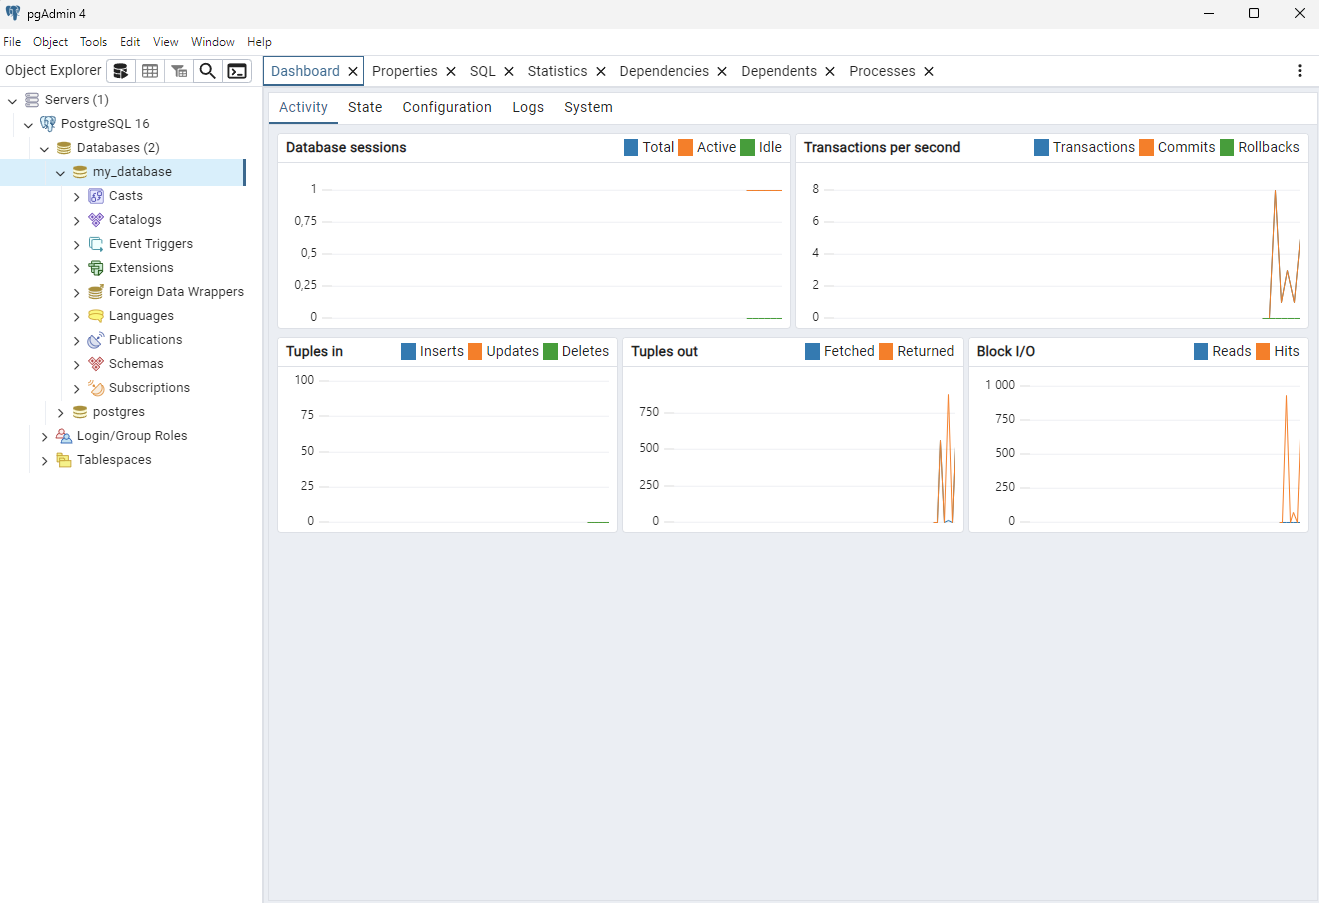 pgAdmin 4
File Object Tools Edit View Window Help
Object Explorer
Servers (1)
PostgreSQL 16
Databases (2)
my_database
Casts
Catalogs
Event Triggers
Extensions
Foreign Data Wrappers
Languages
Publications
Schemas
Subscriptions
postgres
Login/Group Roles
Tablespaces
Dashboard Properties SQL Statistics Dependencies Dependents Processes
Activity State Configuration Logs System
Database sessions Total Active Idle
1
0,75
0,5
0,25
0
Transactions per second Transactions Commits Rollbacks
8
6
4
2
0
Tuples in Inserts Updates Deletes
100
75
50
25
0
Tuples out Fetched Returned
750
500
250
0
Block I/O Reads Hits
1 000
750
500
250
0